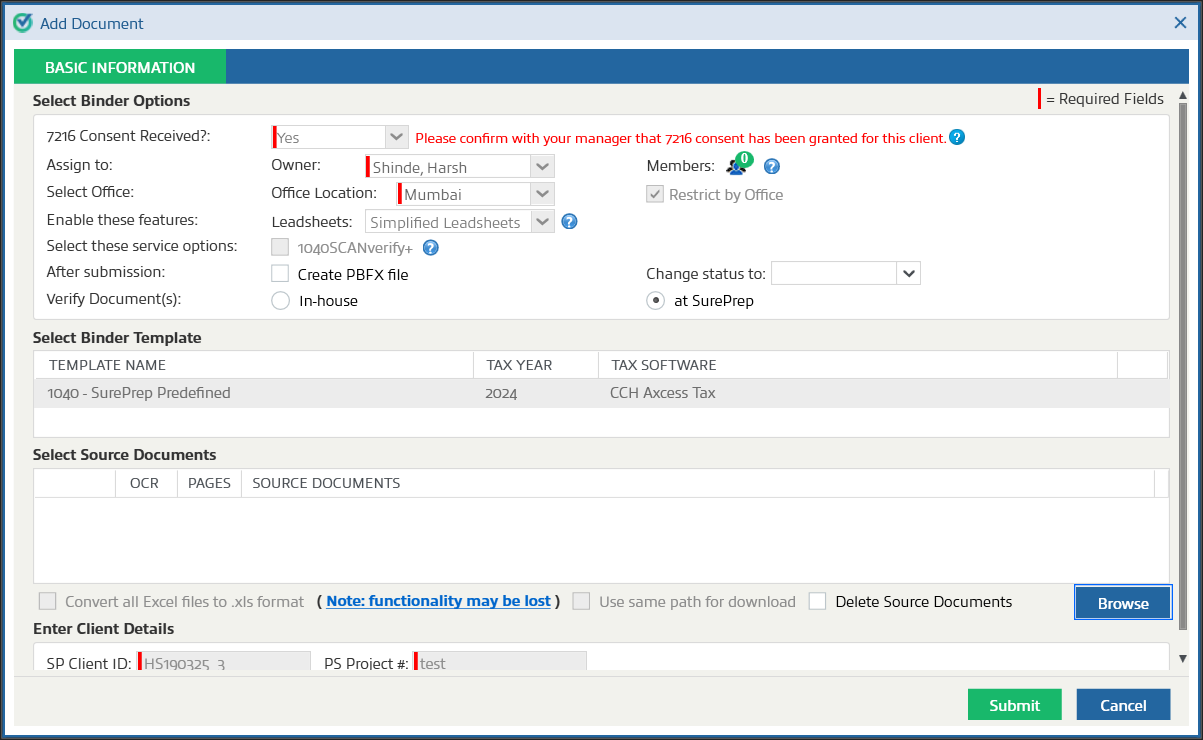 Add Document
BASIC INFORMATION
Select Binder Options
= Required Fields
7216 Consent Received?: Yes Please confirm with your manager that 7216 consent has been granted for this client. ?
Assign to: Owner: Shinde, Harsh Members: 0 ?
Select Office: Office Location: Mumbai Restrict by Office
Enable these features: Leadsheets: Simplified Leadsheets ?
Select these service options: 1040SCANverify+ ?
After submission: Create PBFX file Change status to:
Verify Document(s): In-house at SurePrep
Select Binder Template
TEMPLATE NAME TAX YEAR TAX SOFTWARE
1040 - SurePrep Predefined 2024 CCH Axcess Tax
Select Source Documents
OCR PAGES SOURCE DOCUMENTS
Convert all Excel files to .xls format ( Note: functionality may be lost ) Use same path for download Delete Source Documents Browse
Enter Client Details
SP Client ID: HS190325_3 PS Project #: test
Submit Cancel